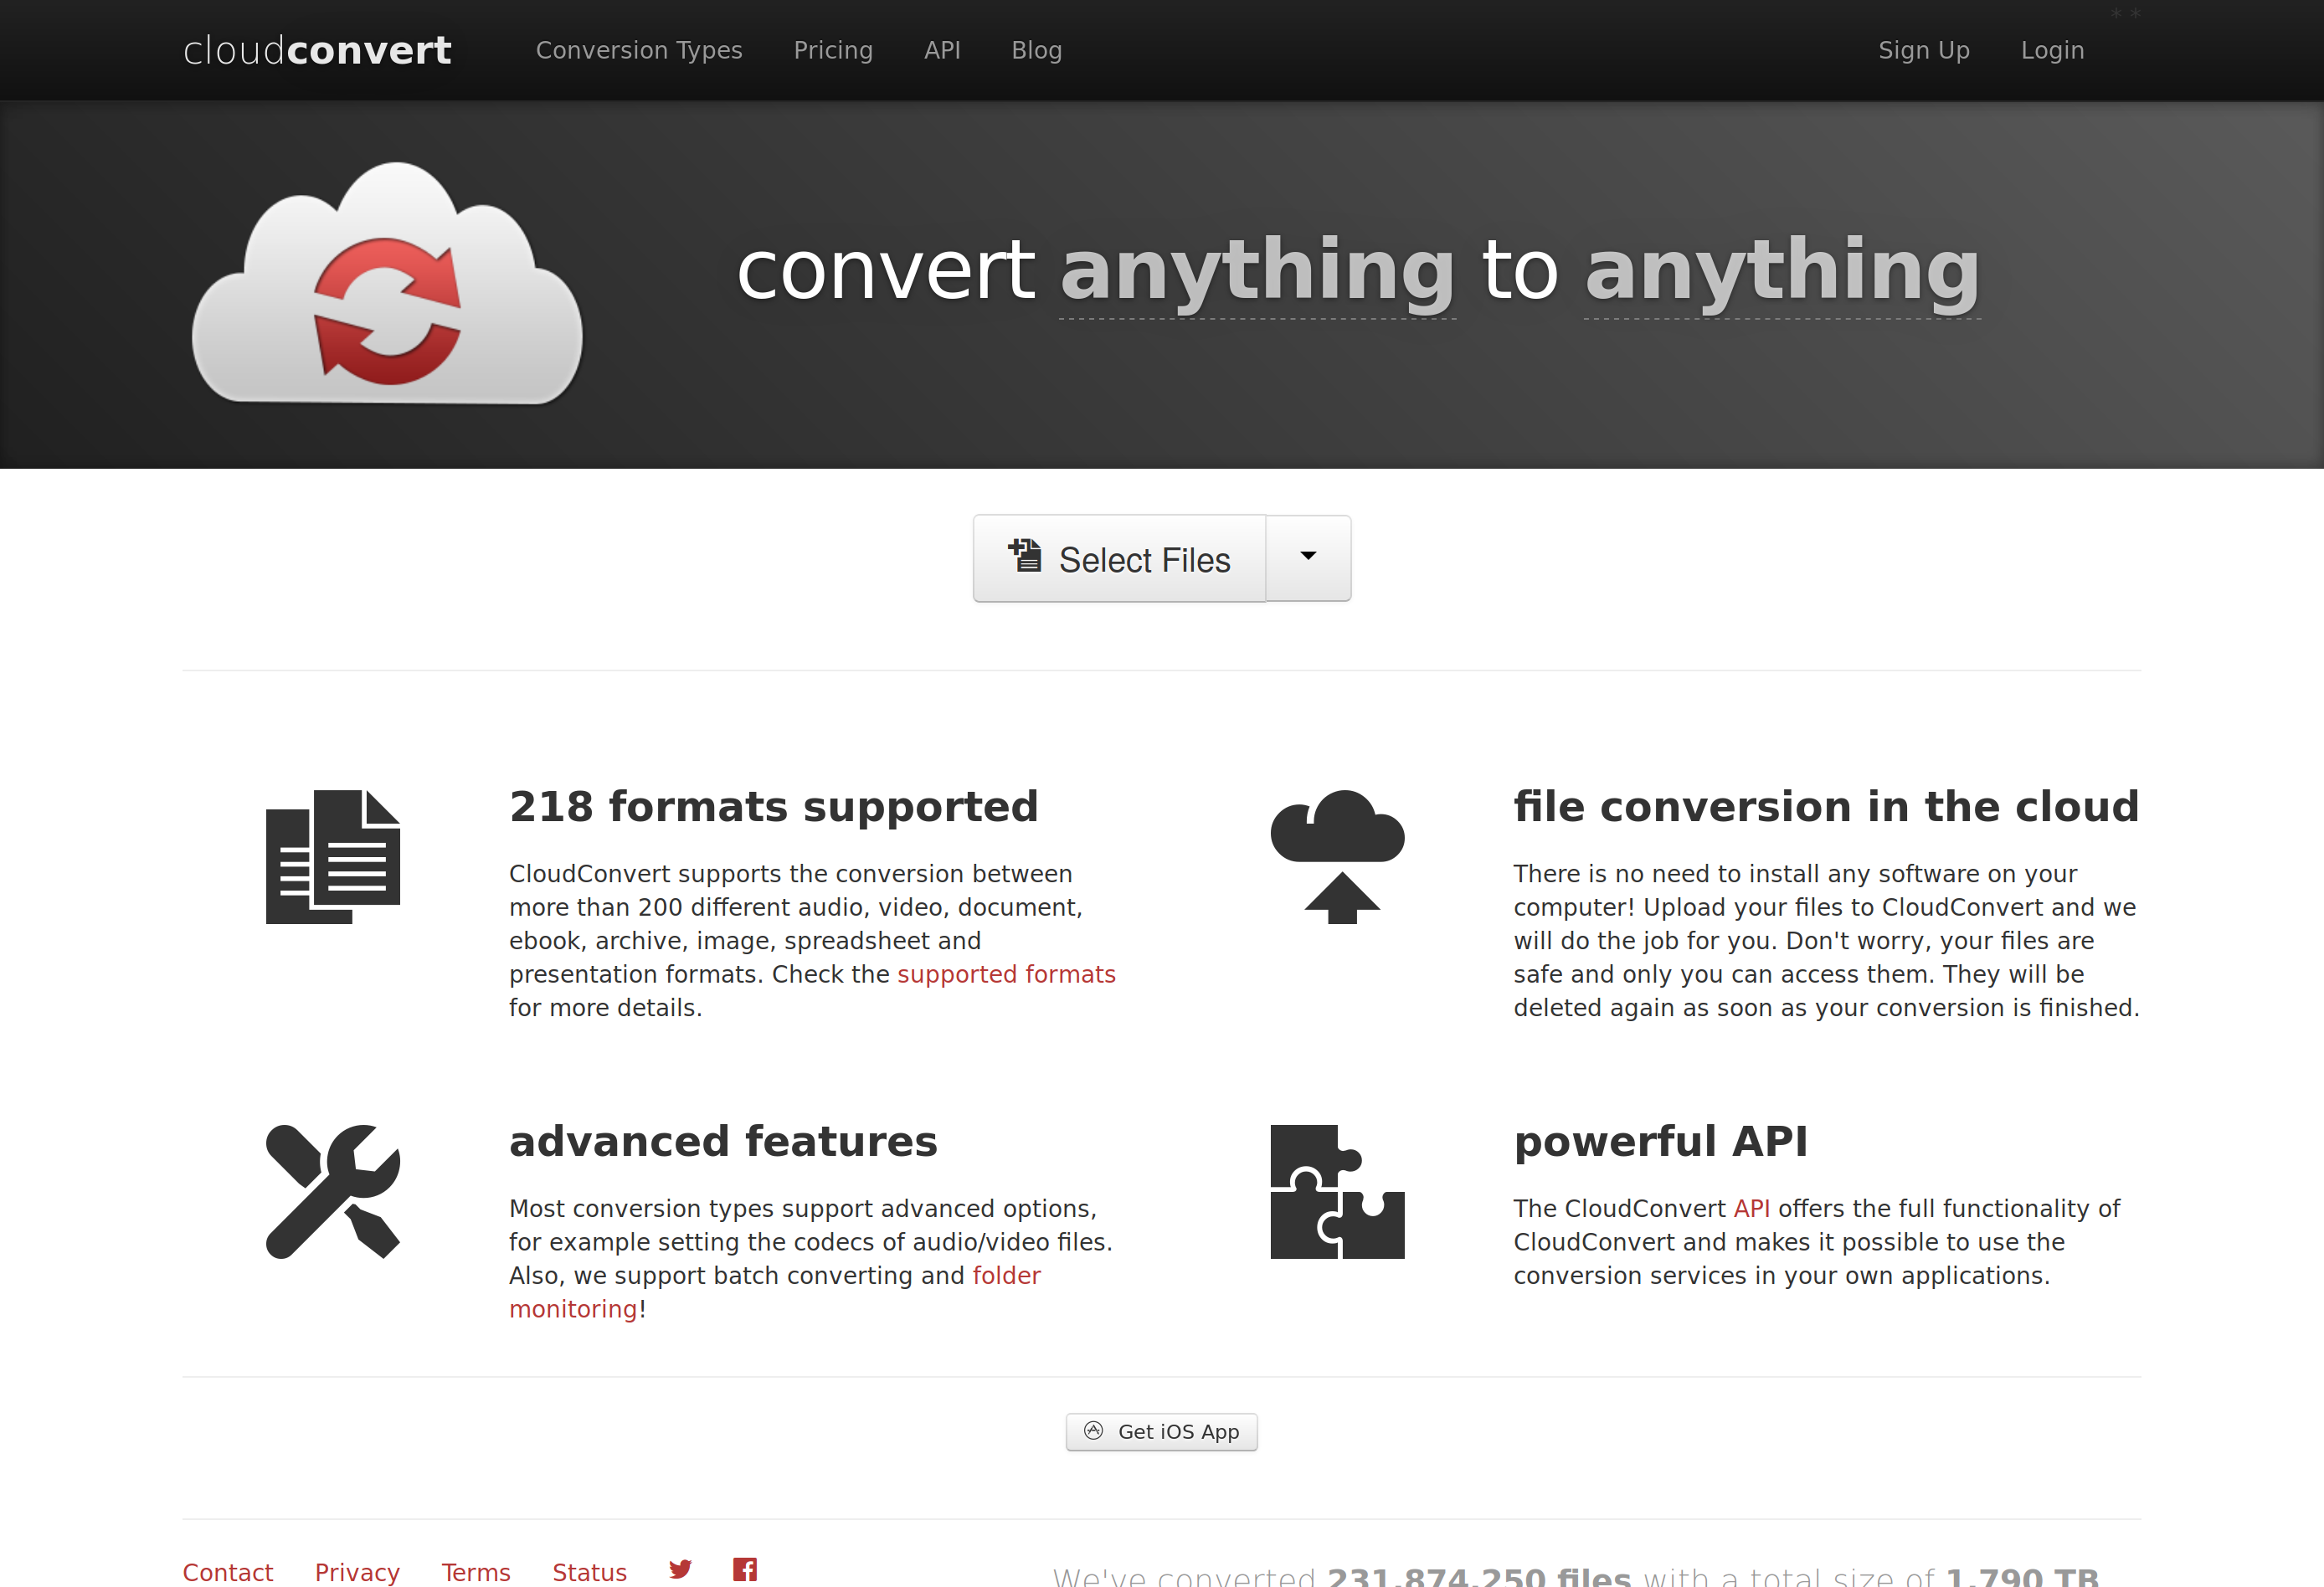 cloudconvert Conversion Types Pricing API Blog Sign Up Login
* *
convert anything to anything
Select Files
218 formats supported
CloudConvert supports the conversion between
more than 200 different audio, video, document,
ebook, archive, image, spreadsheet and
presentation formats. Check the supported formats
for more details.
file conversion in the cloud
There is no need to install any software on your
computer! Upload your files to CloudConvert and we
will do the job for you. Don't worry, your files are
safe and only you can access them. They will be
deleted again as soon as your conversion is finished.
advanced features
Most conversion types support advanced options,
for example setting the codecs of audio/video files.
Also, we support batch converting and folder
monitoring!
powerful API
The CloudConvert API offers the full functionality of
CloudConvert and makes it possible to use the
conversion services in your own applications.
Get iOS App
Contact Privacy Terms Status
We've converted 231.874.250 files with a total size of 1.790 TB